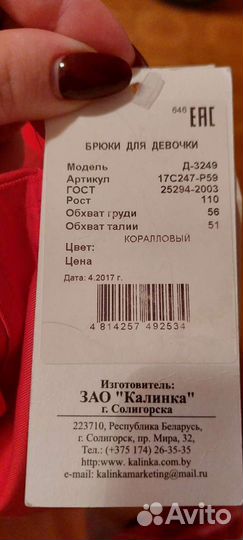 646 ЕАС
БРЮКИ ДЛЯ ДЕВОЧКИ
Модель Д-3249
Артикул 17С247-Р59
ГОСТ 25294-2003
Рост 110
Обхват груди 56
Обхват талии 51
Цвет: КОРАЛЛОВЫЙ
Цена
Дата: 4.2017 г.
4 814257 492534
Изготовитель:
ЗАО "Калинка"
г. Солигорска
223710, Республика Беларусь,
г. Солигорск, пр. Мира, 32,
Тел.: (+375 174) 26-35-35
http:\www. kalinka.com.by
e-mail: kalinkamarketing@mail.ru
Avito